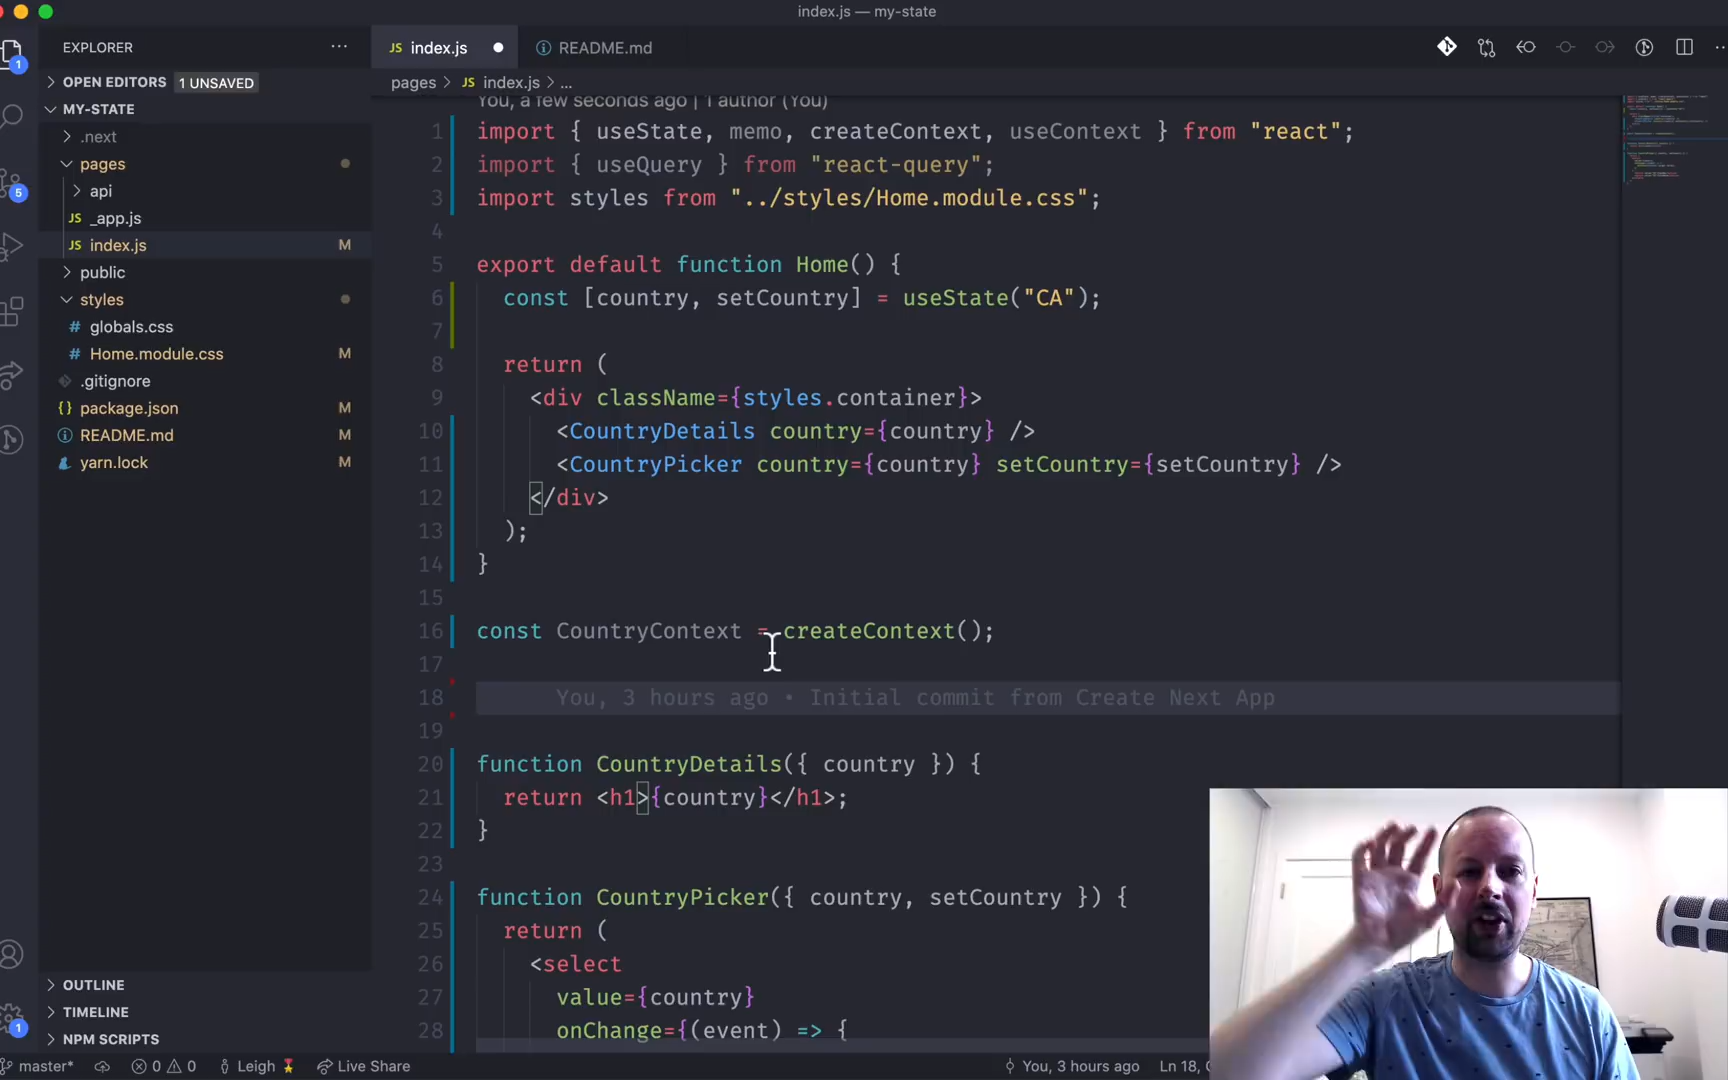 index.js — my-state
EXPLORER ···
JS index.js
README.md
OPEN EDITORS 1 UNSAVED
pages > JS index.js > ...
MY-STATE
.next
pages
api
JS _app.js
JS index.js M
public
styles
# globals.css
# Home.module.css M
.gitignore
{} package.json M
README.md M
yarn.lock M
OUTLINE
TIMELINE
NPM SCRIPTS
1
5
1
You, a few seconds ago | 1 author (You)
1 import { useState, memo, createContext, useContext } from "react";
2 import { useQuery } from "react-query";
3 import styles from "../styles/Home.module.css";
4
5 export default function Home() {
6 const [country, setCountry] = useState("CA");
7
8 return (
9 <div className={styles.container}>
10 <CountryDetails country={country} />
11 <CountryPicker country={country} setCountry={setCountry} />
12 </div>
13 );
14 }
15
16 const CountryContext = createContext();
17
18 You, 3 hours ago • Initial commit from Create Next App
19
20 function CountryDetails({ country }) {
21 return <h1>{country}</h1>;
22 }
23
24 function CountryPicker({ country, setCountry }) {
25 return (
26 <select
27 value={country}
28 onChange={(event) => {
master* 0 0 Leigh Live Share You, 3 hours ago Ln 18,